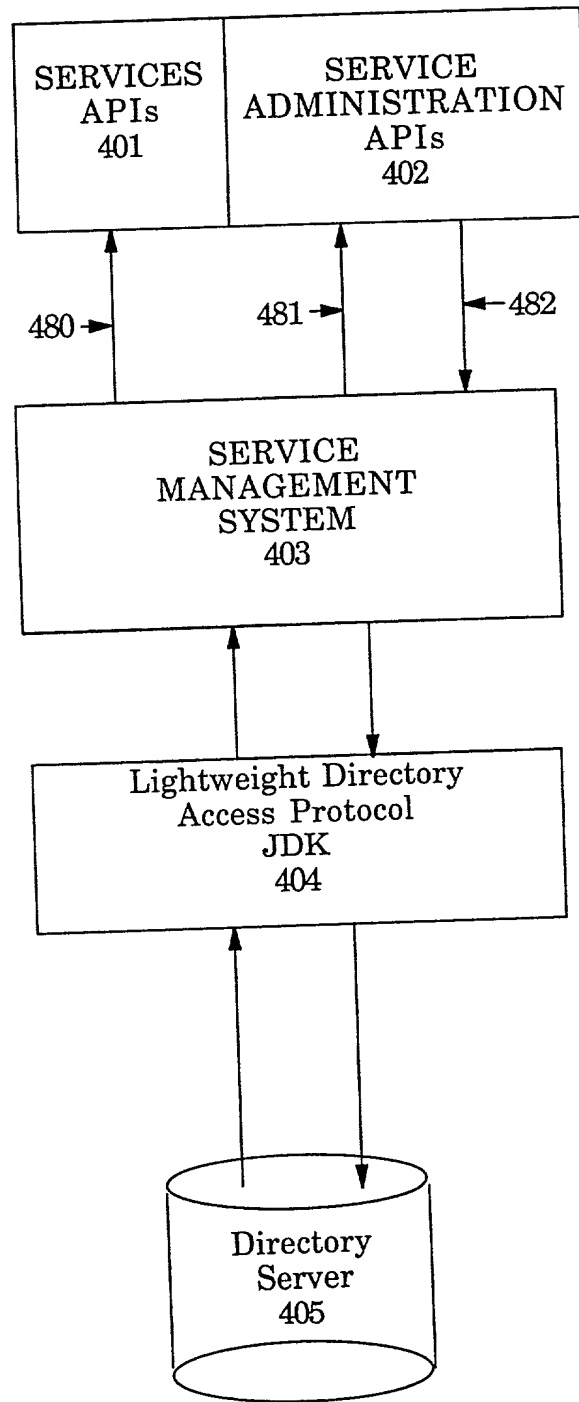 SERVICES
APIs
401
SERVICE
ADMINISTRATION
APIs
402
480
481
482
SERVICE
MANAGEMENT
SYSTEM
403
Lightweight Directory
Access Protocol
JDK
404
Directory
Server
405